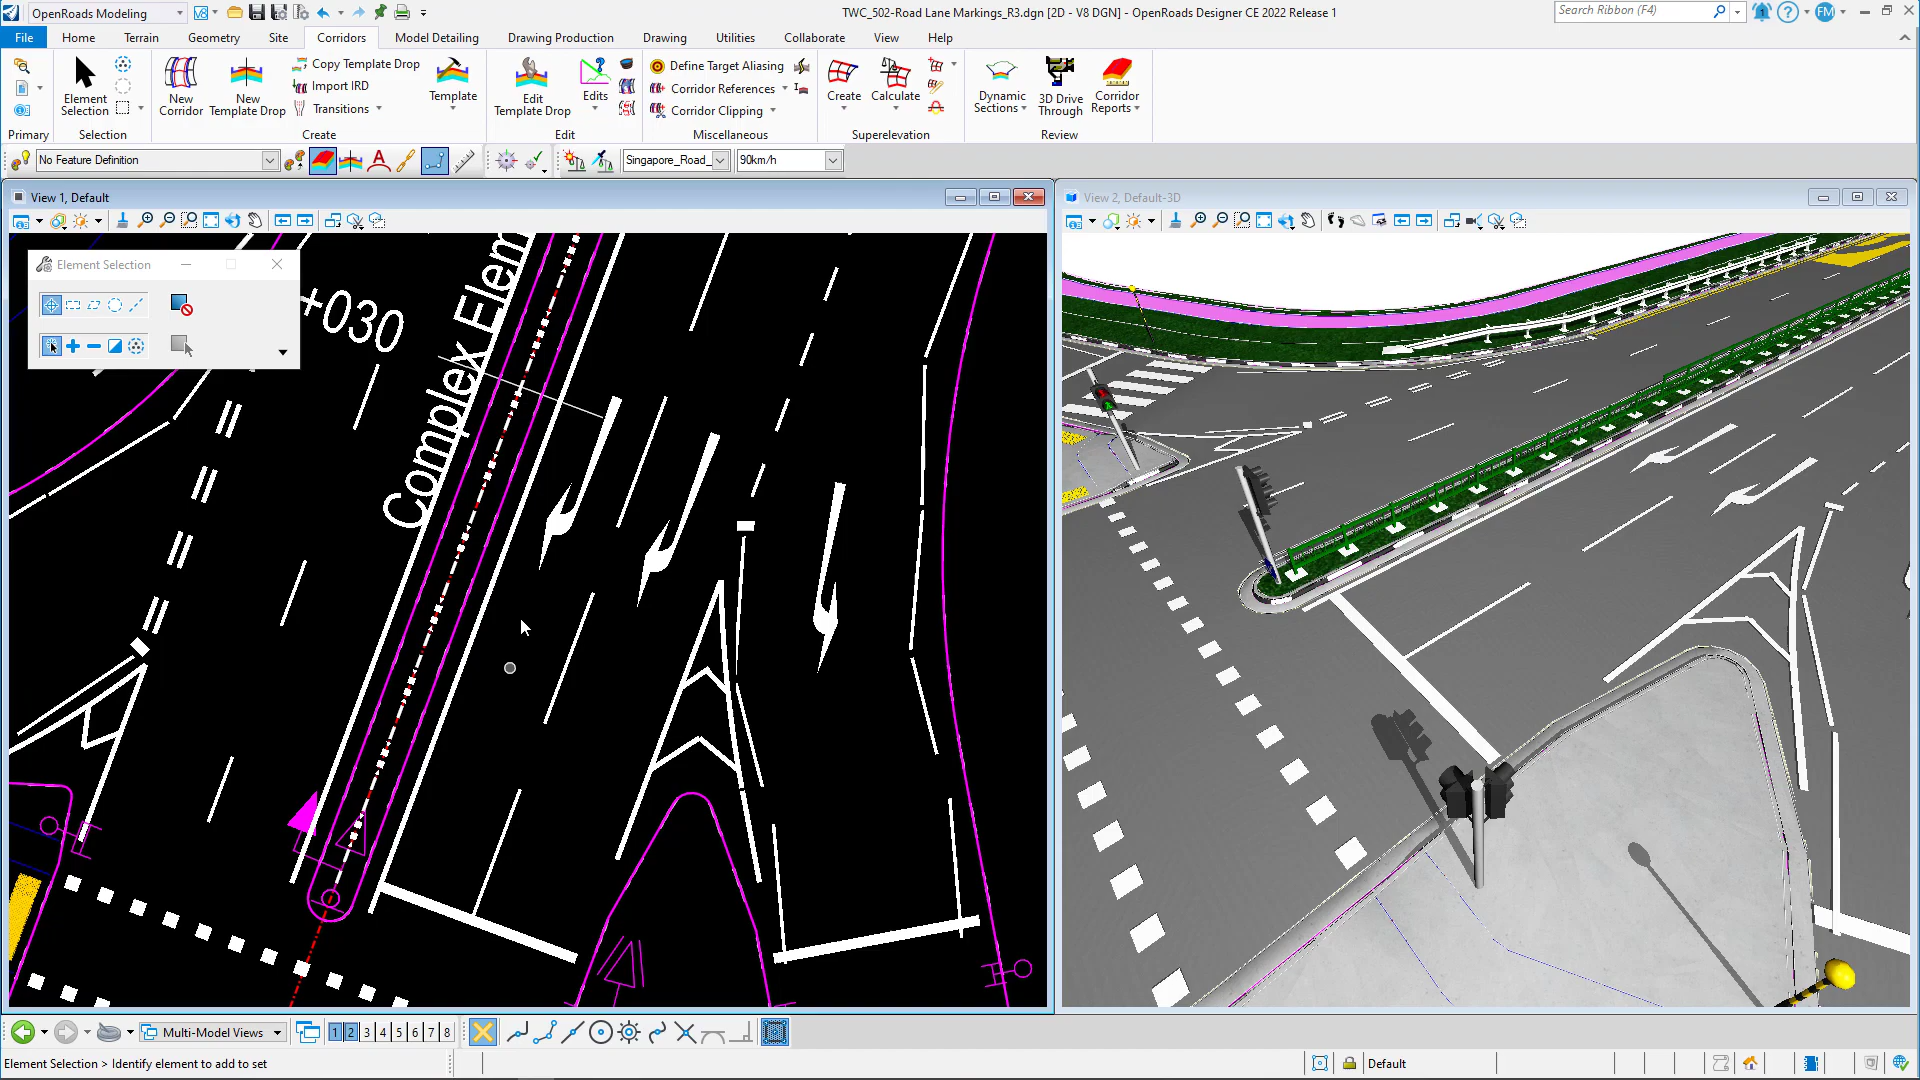 OpenRoads Modeling
TWC_502-Road Lane Markings_R3.dgn [2D - V8 DGN] - OpenRoads Designer CE 2022 Release 1
Search Ribbon (F4)
FM
File
Home
Terrain
Geometry
Site
Corridors
Model Detailing
Drawing Production
Drawing
Utilities
Collaborate
View
Help
Element Selection
New Corridor
New Template Drop
Copy Template Drop
Import IRD
Transitions
Template
Edit Template Drop
Edits
Define Target Aliasing
Corridor References
Corridor Clipping
Create
Calculate
Dynamic Sections
3D Drive Through
Corridor Reports
Primary
Selection
Create
Edit
Miscellaneous
Superelevation
Review
No Feature Definition
Singapore_Road_
90km/h
View 1, Default
View 2, Default-3D
Element Selection
+030
Complex Elem
Multi-Model Views
1 2 3 4 5 6 7 8
Element Selection > Identify element to add to set
Default